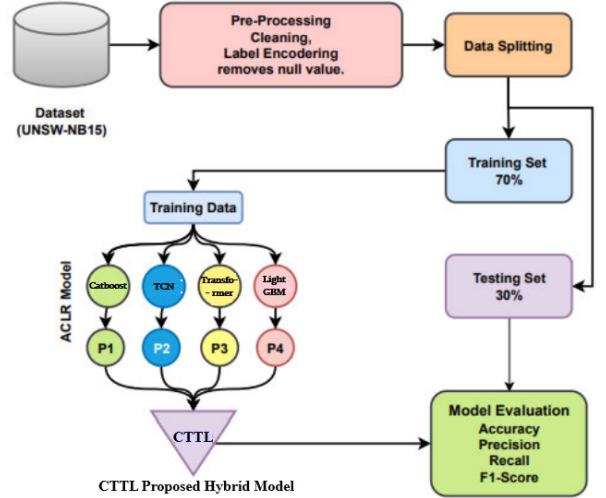 Pre-Processing
Cleaning,
Label Encodering
removes null value.
Data Splitting
Dataset
(UNSW-NB15)
Training Set
70%
Training Data
Catboost
TCN
Transfo-
- rmer
Light
GBM
ACLR Model
Testing Set
30%
P1
P2
P3
P4
CTTL
Model Evaluation
Accuracy
Precision
Recall
F1-Score
CTTL Proposed Hybrid Model